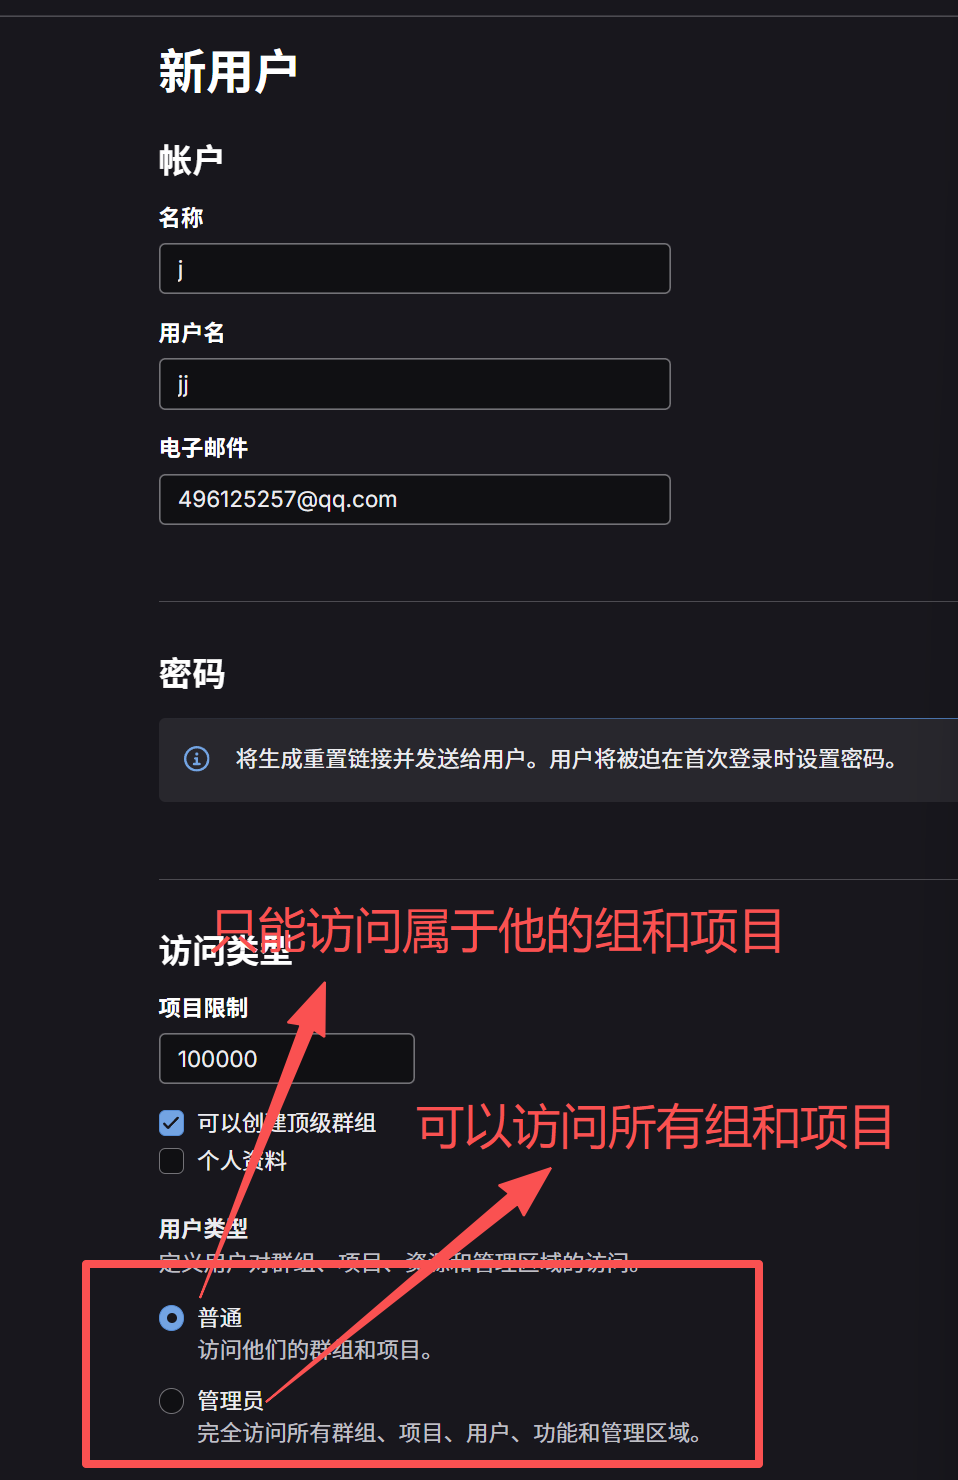 新用户
帐户
名称
j
用户名
jj
电子邮件
496125257@qq.com
密码
将生成重置链接并发送给用户。用户将被迫在首次登录时设置密码。
只能访问属于他的组和项目
访问类型
项目限制
100000
可以创建顶级群组
可以访问所有组和项目
个人资料
用户类型
定义用户对群组、项目、资源和管理区域的访问。
普通
访问他们的群组和项目。
管理员
完全访问所有群组、项目、用户、功能和管理区域。